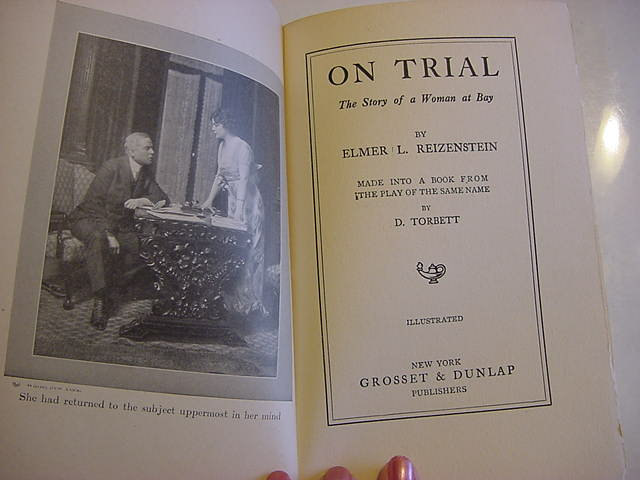 She had returned to the subject uppermost in her mind
ON TRIAL
The Story of a Woman at Bay
BY
ELMER L. REIZENSTEIN
MADE INTO A BOOK FROM
THE PLAY OF THE SAME NAME
BY
D. TORBETT
ILLUSTRATED
NEW YORK
GROSSET & DUNLAP
PUBLISHERS